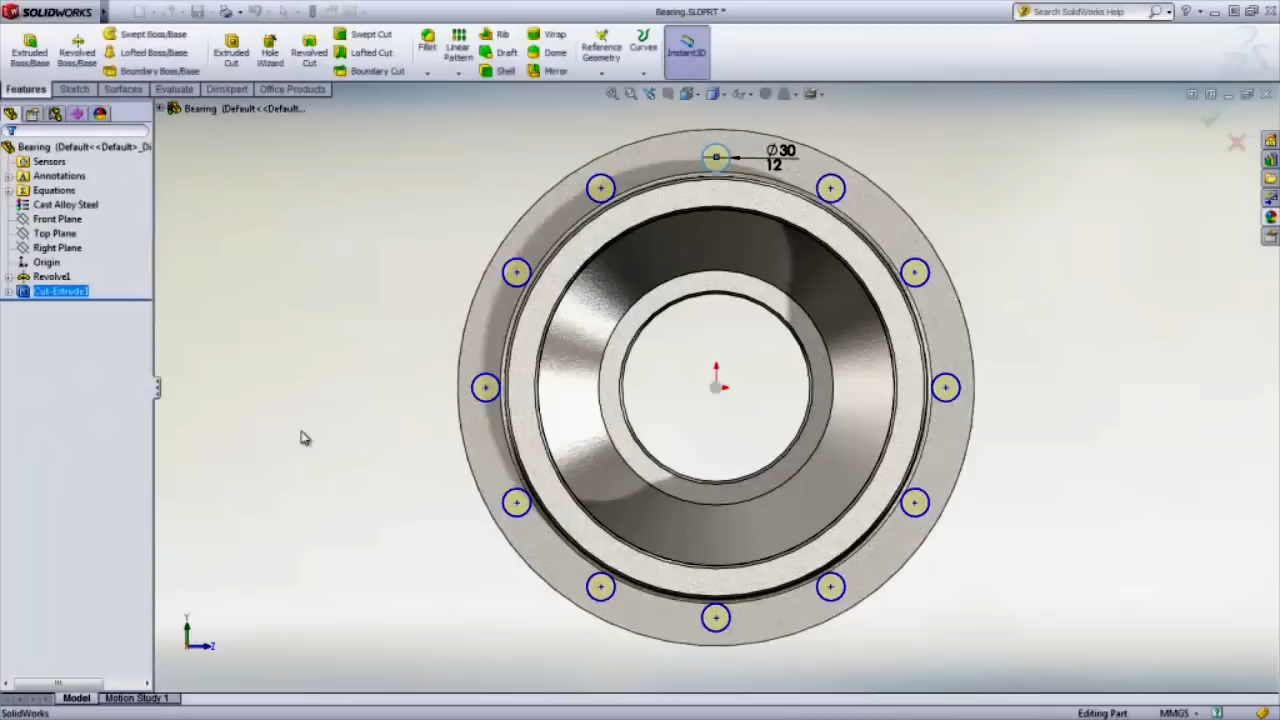 SOLIDWORKS
Bearing.SLDPRT
Search SolidWorks Help
Extruded Boss/Base
Revolved Boss/Base
Swept Boss/Base
Lofted Boss/Base
Boundary Boss/Base
Extruded Cut
Hole Wizard
Revolved Cut
Swept Cut
Lofted Cut
Boundary Cut
Fillet
Linear Pattern
Rib
Draft
Shell
Wrap
Dome
Mirror
Reference Geometry
Curves
Instant3D
Features Sketch Surfaces Evaluate DimXpert Office Products
Bearing (Default<<Default...
Bearing (Default<<Default>_Di
Sensors
Annotations
Equations
Cast Alloy Steel
Front Plane
Top Plane
Right Plane
Origin
Revolve1
Cut-Extrude1
Ø30
12
Y
Z
Model Motion Study 1
SolidWorks
Editing Part
MMGS